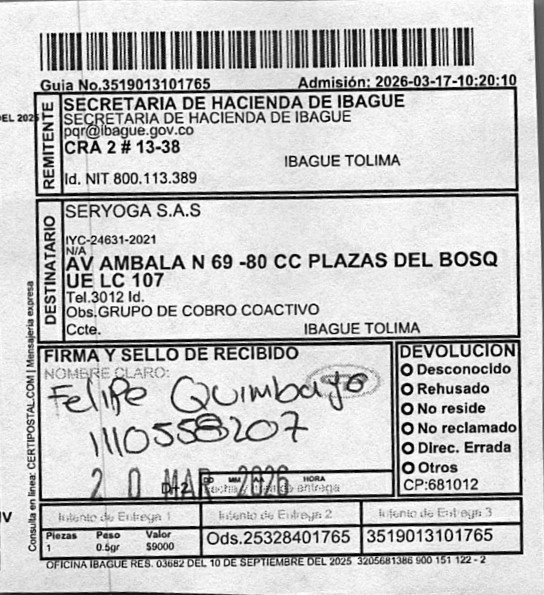 Guia No.3519013101765 Admisión: 2026-03-17-10:20:10
REMITENTE
SECRETARIA DE HACIENDA DE IBAGUE
SECRETARIA DE HACIENDA DE IBAGUE
pqr@ibague.gov.co
CRA 2 # 13-38
IBAGUE TOLIMA
Id. NIT 800.113.389
DEL 2025
DESTINATARIO
SERYOGA S.A.S
IYC-24631-2021
N/A
AV AMBALA N 69 -80 CC PLAZAS DEL BOSQ
UE LC 107
Tel.3012 Id.
Obs.GRUPO DE COBRO COACTIVO
Ccte. IBAGUE TOLIMA
Consulta en linea: CERTIPOSTAL.COM | Mensajeria expresa
FIRMA Y SELLO DE RECIBIDO
NOMBRE CLARO:
Felipe Quimbayo
1110558207
20 MAR 2026
DD MM AA HORA
Fecha y entrega
DEVOLUCION
Desconocido
Rehusado
No reside
No reclamado
Direc. Errada
Otros
CP:681012
Intento de Entrega 1 Intento de Entrega 2 Intento de Entrega 3
Piezas Peso Valor
1 0.5gr $9000
Ods.25328401765 3519013101765
OFICINA IBAGUE RES. 03682 DEL 10 DE SEPTIEMBRE DEL 2025 3205681386 900 151 122 - 2